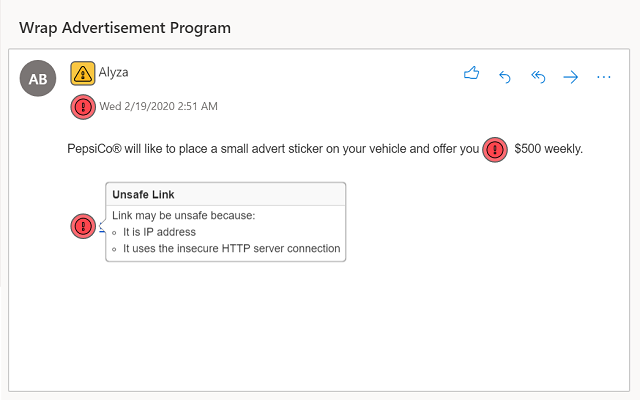 Wrap Advertisement Program
AB
Alyza
Wed 2/19/2020 2:51 AM
PepsiCo® will like to place a small advert sticker on your vehicle and offer you $500 weekly.
Unsafe Link
Link may be unsafe because:
It is IP address
It uses the insecure HTTP server connection